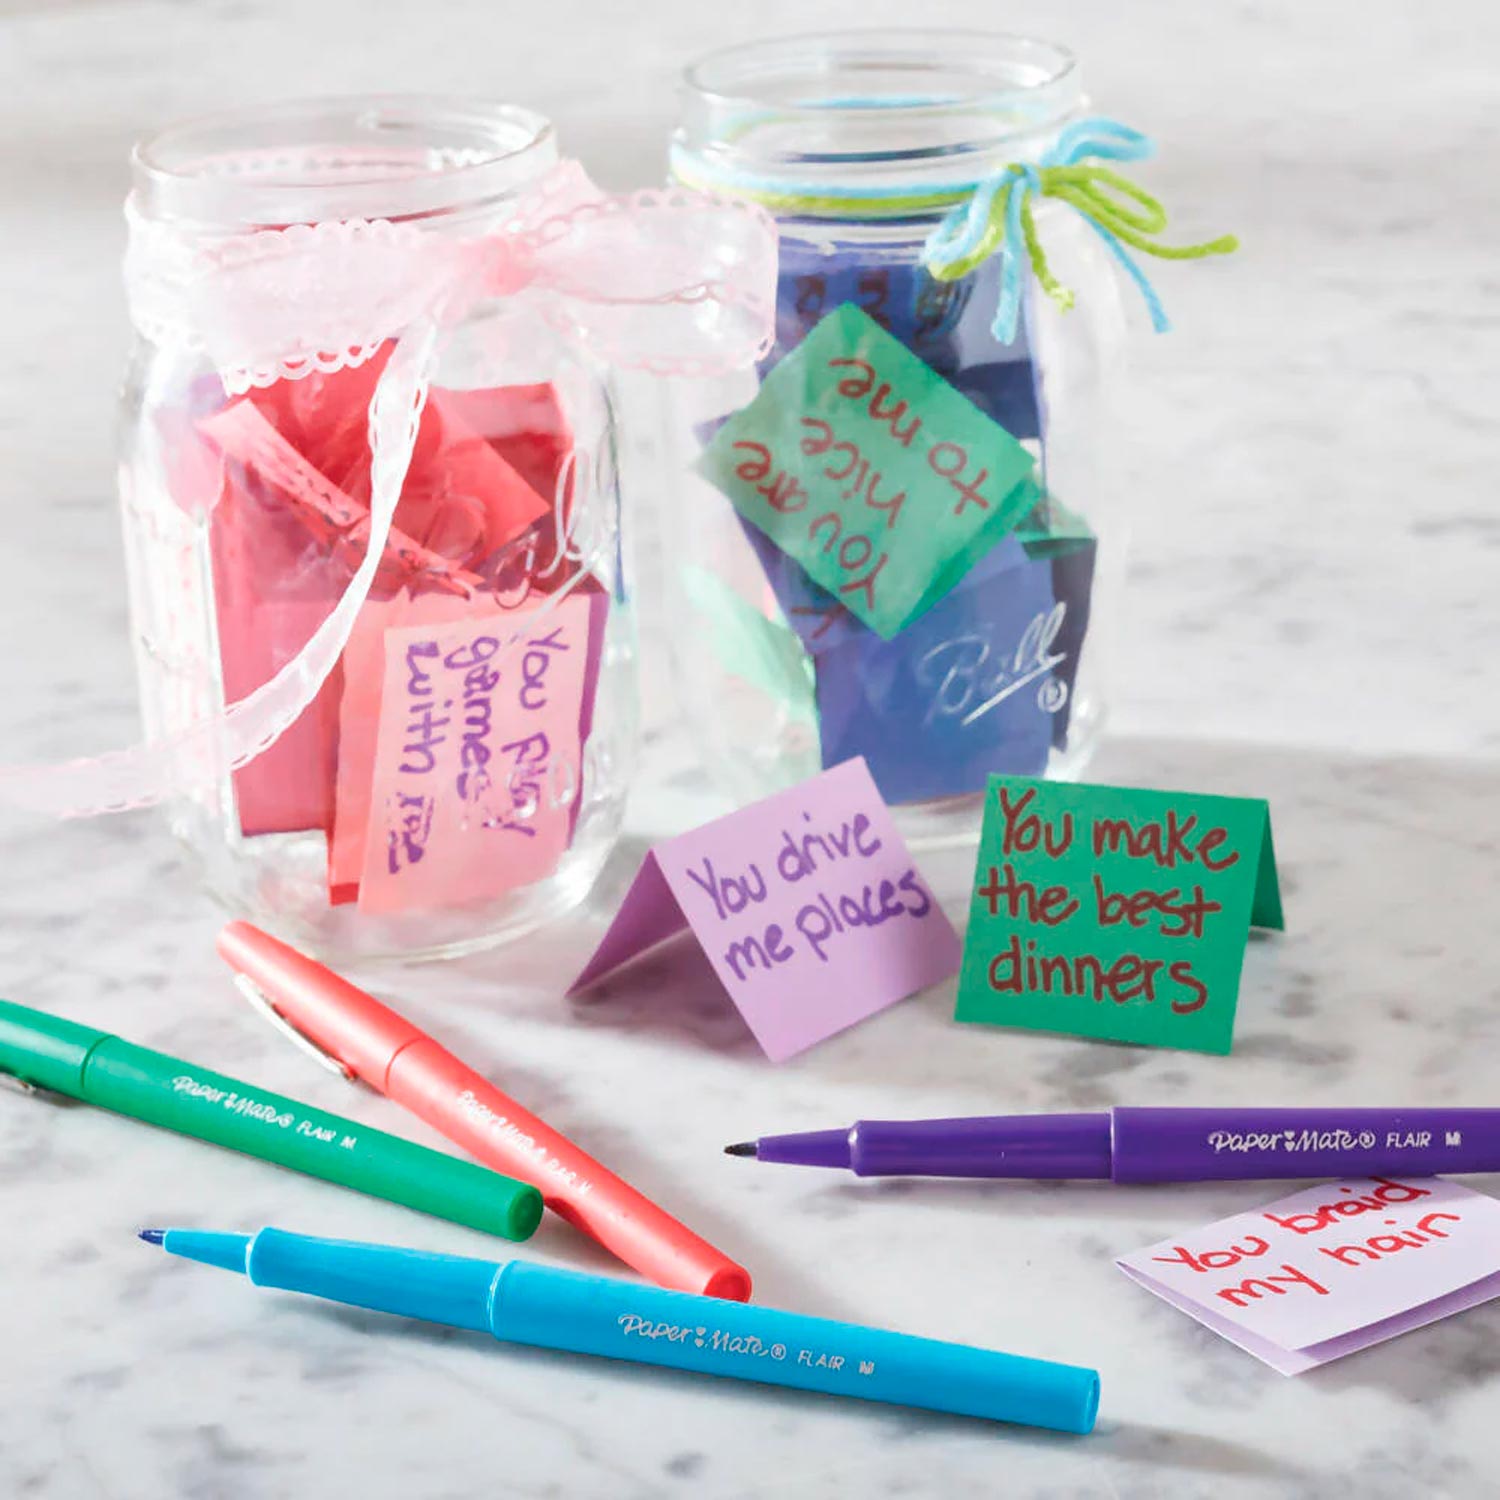 You are
nice
to me
Ball
®
You play
games
with me
You drive
me places
You make
the best
dinners
Paper Mate® FLAIR M
Paper Mate® FLAIR M
Paper Mate® FLAIR M
You braid
my hair
Paper Mate® FLAIR M